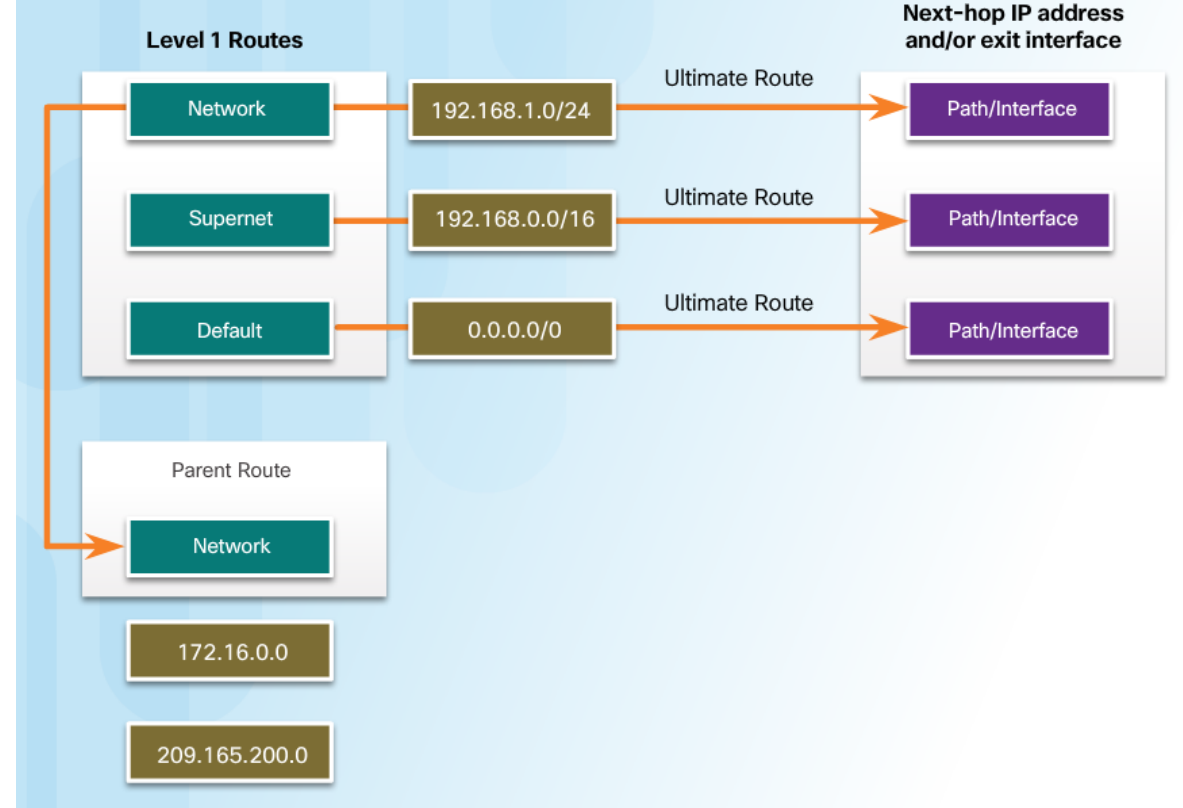 Next-hop IP address
and/or exit interface
Level 1 Routes
Ultimate Route
Network
192.168.1.0/24
Path/Interface
Ultimate Route
Supernet
192.168.0.0/16
Path/Interface
Ultimate Route
Default
0.0.0.0/0
Path/Interface
Parent Route
Network
172.16.0.0
209.165.200.0